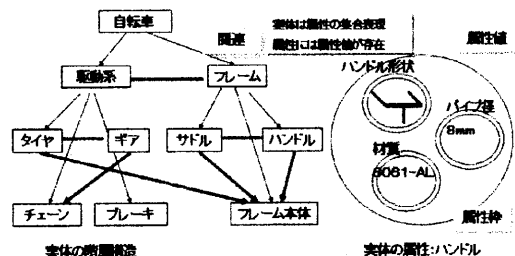 自転車
関連
実体は属性の集合表現
属性には属性値が存在
属性値
駆動系
フレーム
ハンドル形状
パイプ径
8mm
タイヤ
ギア
サドル
ハンドル
材質
6061-AL
チェーン
ブレーキ
フレーム本体
属性枠
実体の階層構造
実体の属性:ハンドル